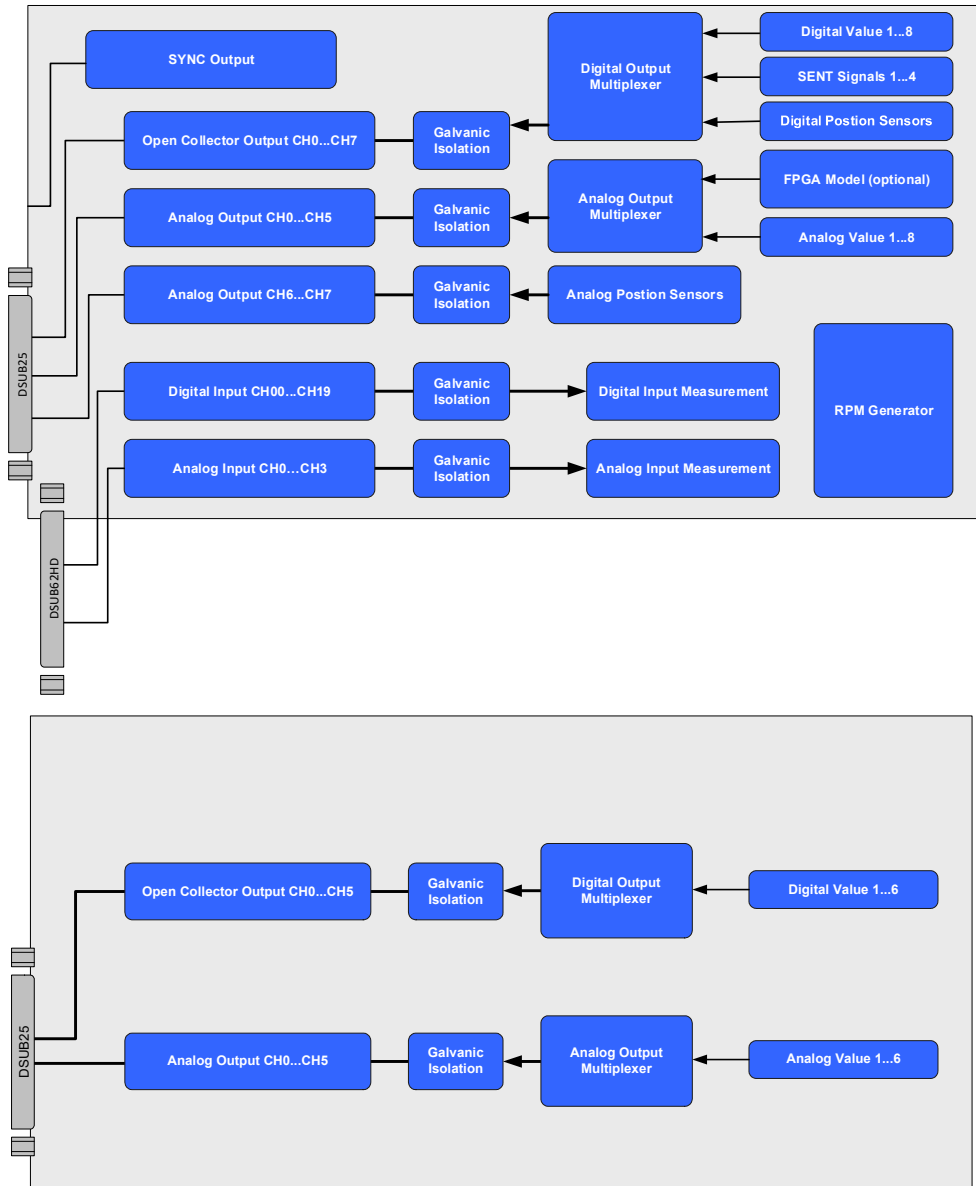 SYNC Output
Digital Output
Multiplexer
Digital Value 1...8
SENT Signals 1...4
Digital Postion Sensors
Open Collector Output CH0...CH7
Galvanic
Isolation
Analog Output CH0...CH5
Galvanic
Isolation
Analog Output
Multiplexer
FPGA Model (optional)
Analog Value 1...8
Analog Output CH6...CH7
Galvanic
Isolation
Analog Postion Sensors
DSUB25
Digital Input CH00...CH19
Galvanic
Isolation
Digital Input Measurement
RPM Generator
Analog Input CH0...CH3
Galvanic
Isolation
Analog Input Measurement
DSUB62HD
Open Collector Output CH0...CH5
Galvanic
Isolation
Digital Output
Multiplexer
Digital Value 1...6
DSUB25
Analog Output CH0...CH5
Galvanic
Isolation
Analog Output
Multiplexer
Analog Value 1...6